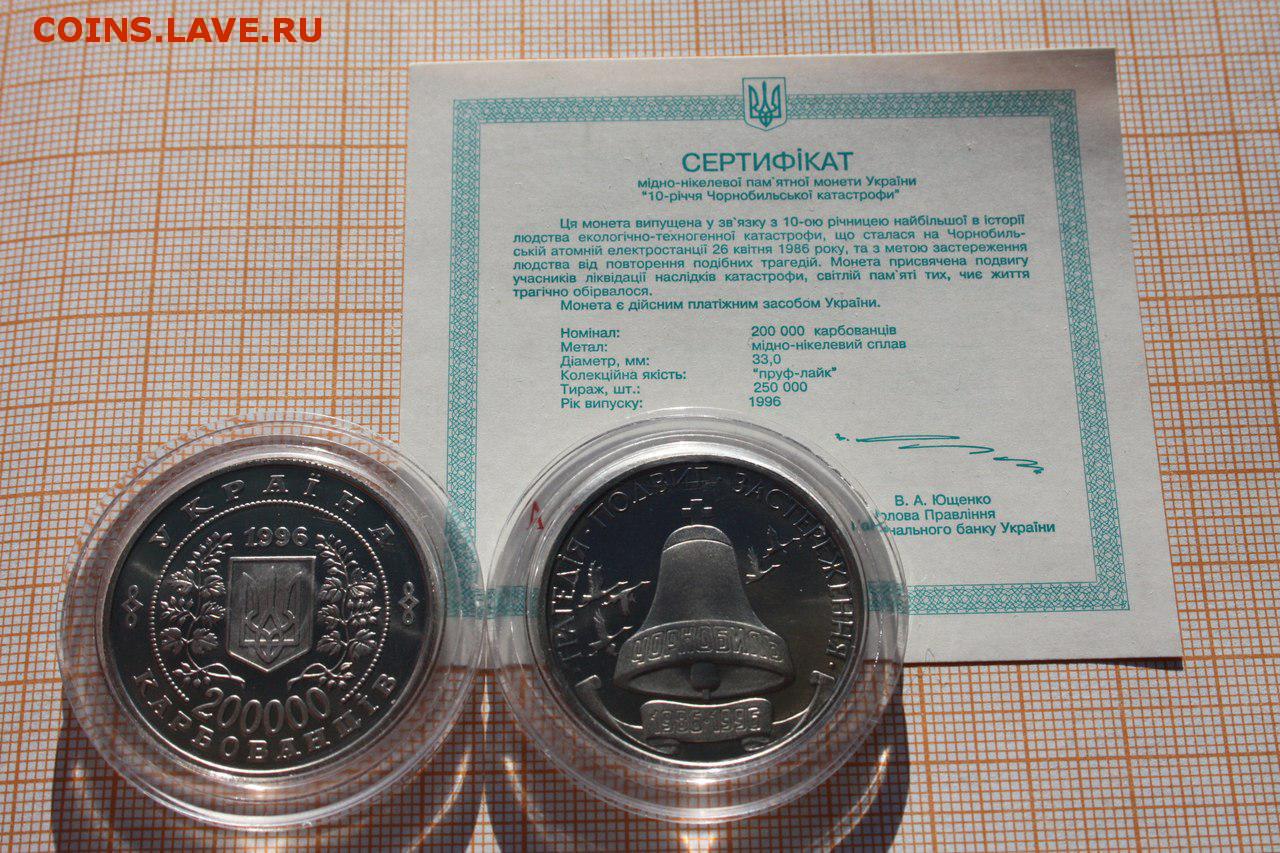 COINS.LAVE.RU
СЕРТИФІКАТ
мідно-нікелевої пам`ятної монети України
"10-річчя Чорнобильської катастрофи"
Ця монета випущена у зв`язку з 10-ою річницею найбільшої в історії
людства екологічно-техногенної катастрофи, що сталася на Чорнобиль-
ській атомній електростанції 26 квітня 1986 року, та з метою застереження
людства від повторення подібних трагедій. Монета присвячена подвигу
учасників ліквідації наслідків катастрофи, світлій пам`яті тих, чиє життя
трагічно обірвалося.
Монета є дійсним платіжним засобом України.
Номінал: 200 000 карбованців
Метал: мідно-нікелевий сплав
Діаметр, мм: 33,0
Колекційна якість: "пруф-лайк"
Тираж, шт.: 250 000
Рік випуску: 1996
В. А. Ющенко
олова Правління
нального банку України
УКРАЇНА
1996
200000
КАРБОВАНЦІВ
ТРАГЕДІЯ · ПОДВИГ · ЗАСТЕРЕЖЕННЯ ·
ЧОРНОБИЛЬ
1986-1996